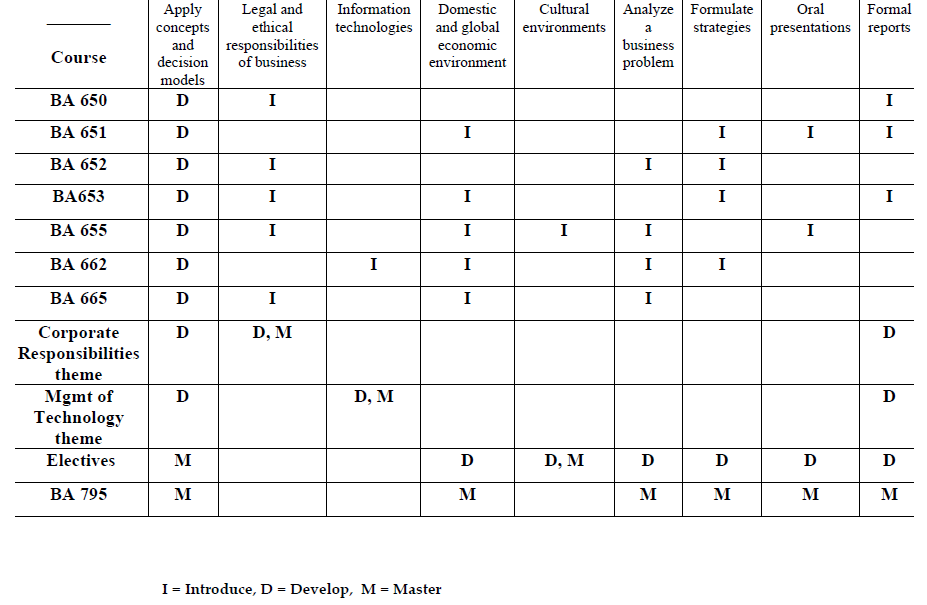 ________ Apply Legal and Information Domestic Cultural Analyze Formulate Oral Formal
concepts ethical technologies and global environments a strategies presentations reports
and responsibilities economic business
Course decision of business environment problem
models
BA 650 D I I
BA 651 D I I I I
BA 652 D I I I
BA653 D I I I I
BA 655 D I I I I I
BA 662 D I I I I
BA 665 D I I I
Corporate D D, M D
Responsibilities
theme
Mgmt of D D, M D
Technology
theme
Electives M D D, M D D D D
BA 795 M M M M M M
I = Introduce, D = Develop, M = Master